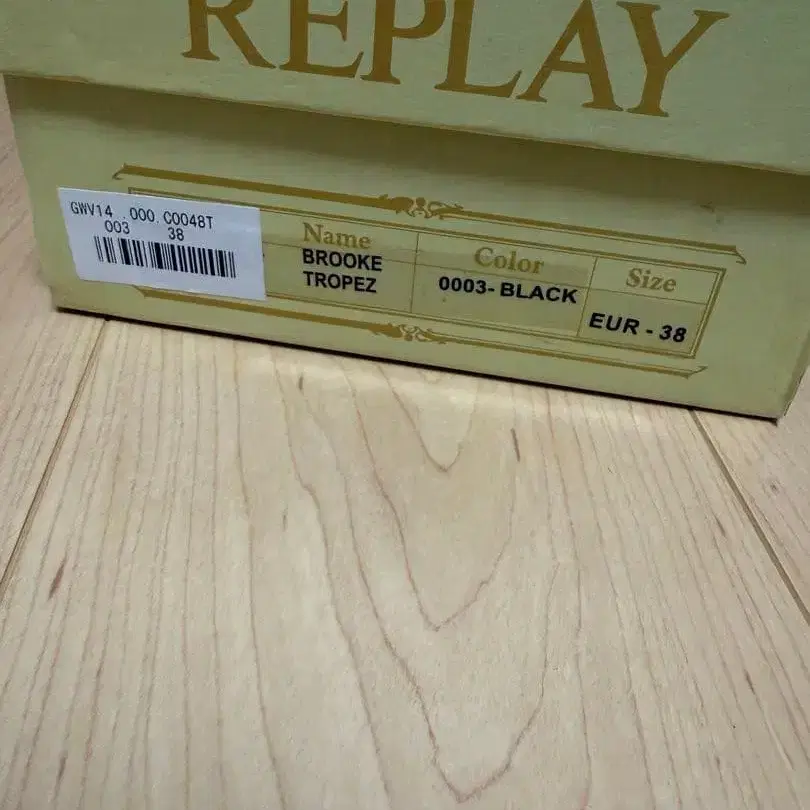 REPLAY
GWV14 .000.C0048T
003 38
Name
BROOKE
TROPEZ
Color
0003- BLACK
Size
EUR - 38